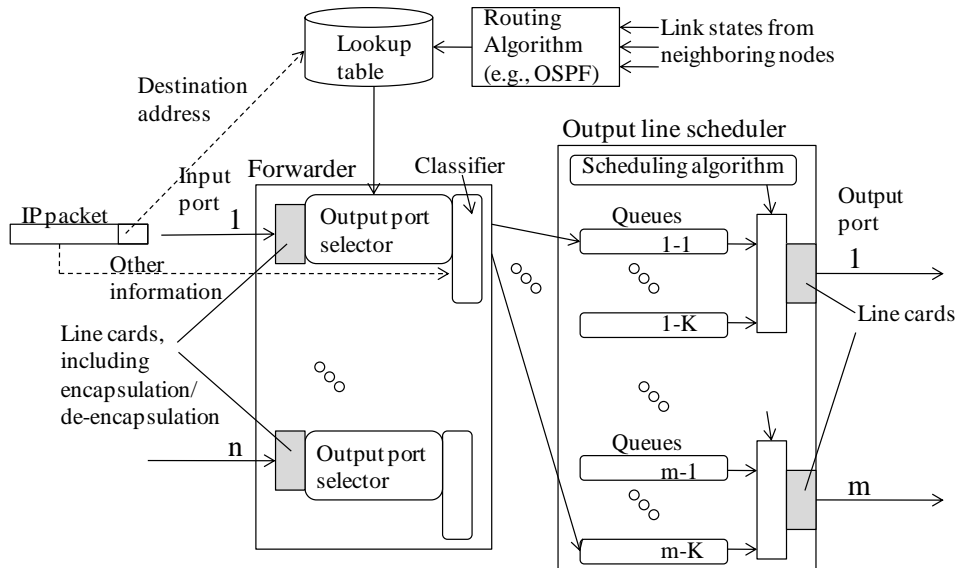 Lookup
table
Routing
Algorithm
(e.g., OSPF)
Link states from
neighboring nodes
Destination
address
Input
port
Forwarder
Classifier
Output line scheduler
Scheduling algorithm
IP packet
1
Output port
selector
Queues
1-1
1-K
Output
port
1
Other
information
Line cards,
including
encapsulation/
de-encapsulation
Line cards
n
Output port
selector
Queues
m-1
m-K
m